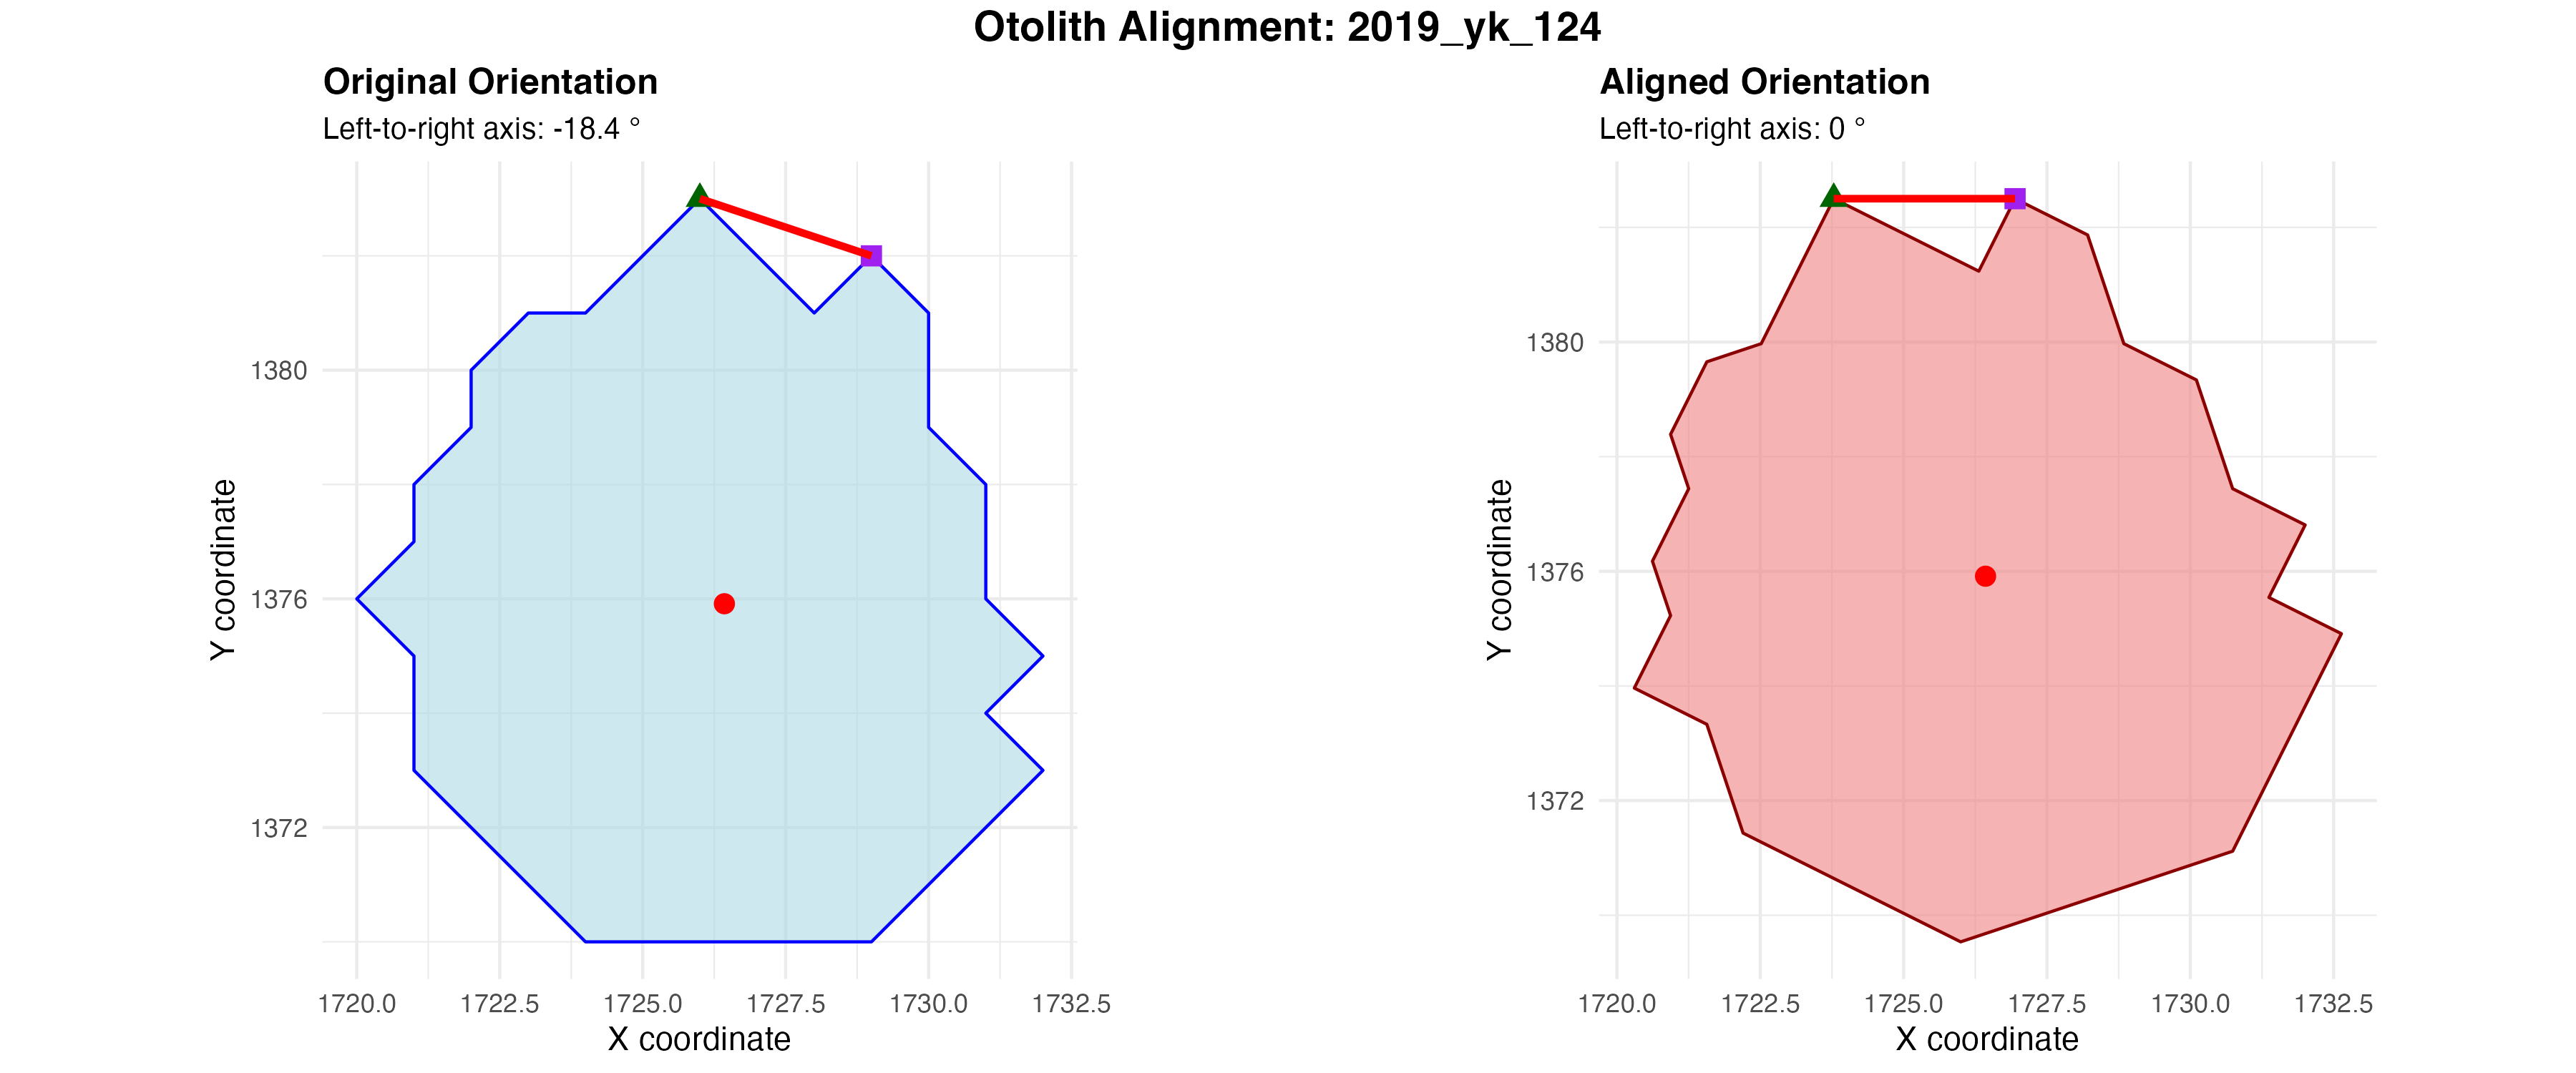 Otolith Alignment: 2019_yk_124
Original Orientation
Left-to-right axis: -18.4 °
1380
1376
1372
Y coordinate
1720.0 1722.5 1725.0 1727.5 1730.0 1732.5
X coordinate
Aligned Orientation
Left-to-right axis: 0 °
1380
1376
1372
Y coordinate
1720.0 1722.5 1725.0 1727.5 1730.0 1732.5
X coordinate